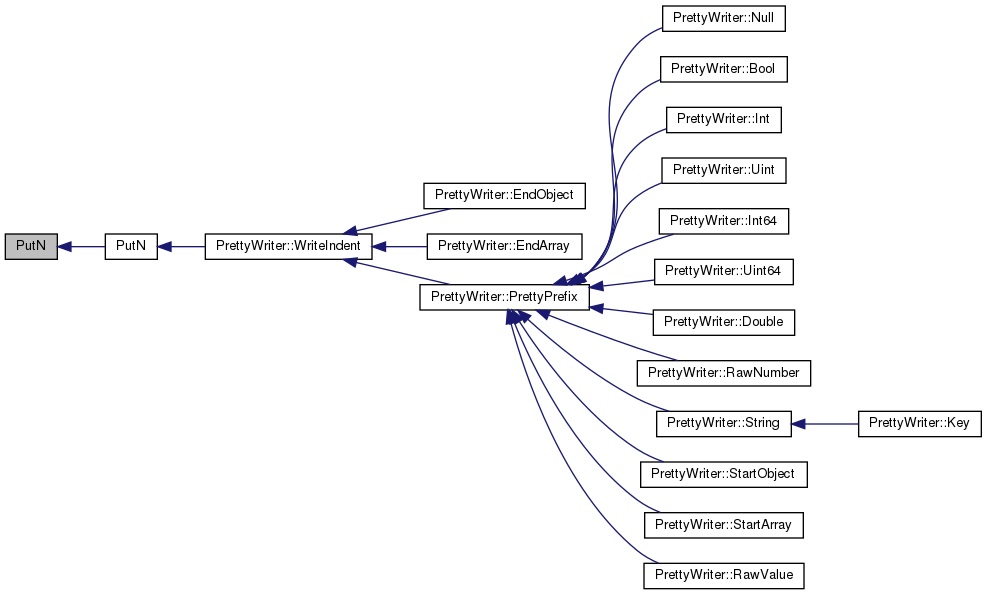 PrettyWriter::Null
PrettyWriter::Bool
PrettyWriter::Int
PrettyWriter::Uint
PrettyWriter::EndObject
PrettyWriter::Int64
PutN
PutN
PrettyWriter::WriteIndent
PrettyWriter::EndArray
PrettyWriter::Uint64
PrettyWriter::PrettyPrefix
PrettyWriter::Double
PrettyWriter::RawNumber
PrettyWriter::String
PrettyWriter::Key
PrettyWriter::StartObject
PrettyWriter::StartArray
PrettyWriter::RawValue